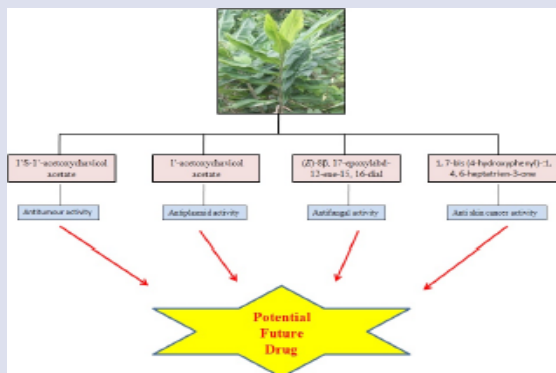 1'S-1'-acetoxychavicol
acetate
1'-acetoxychavicol
acetate
(E)-8β, 17-epoxylabd-
12-ene-15, 16-dial
1, 7-bis (4-hydroxyphenyl)-1,
4, 6-heptatrien-3-one
Antitumour activity
Antiplasmid activity
Antifungal activity
Anti skin cancer activity
Potential
Future
Drug